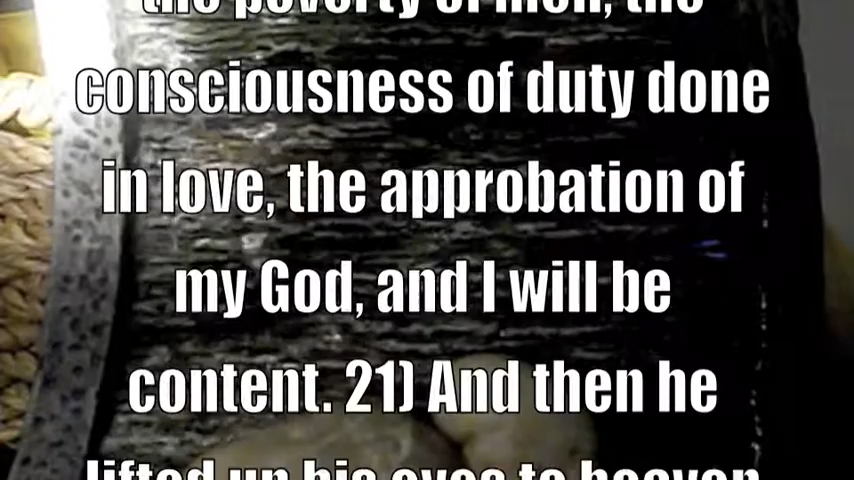 the poverty of men, the
consciousness of duty done
in love, the approbation of
my God, and I will be
content. 21) And then he
lifted up his eyes to heaven